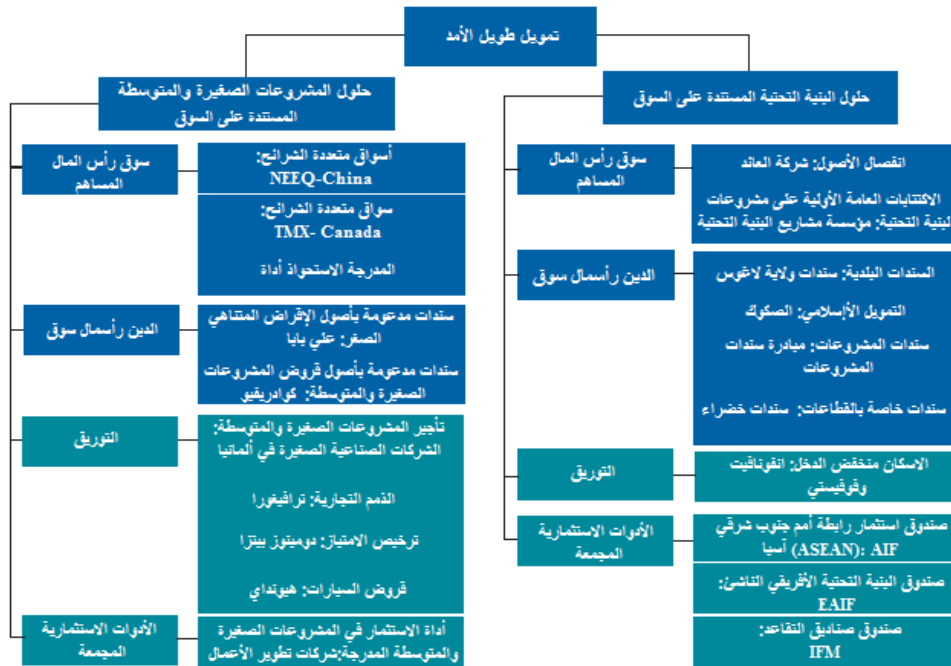 تمويل طويل الأمد
حلول البنية التحتية المستندة على السوق
سوق رأس المال
المساهم
انفصال الأصول: شركة العائد
الاكتتابات العامة الأولية على مشروعات
البنية التحتية: مؤسسة مشاريع البنية التحتية
الدين رأسمال سوق
السندات البلدية: سندات ولاية لاغوس
التمويل الأإسلامي: الصكوك
سندات المشروعات: مبادرة سندات
المشروعات
سندات خاصة بالقطاعات: سندات خضراء
التوريق
الاسكان منخفض الدخل: انفوتافيت
وفوفيستي
الأدوات الاستثمارية
المجمعة
صندوق استثمار رابطة أمم جنوب شرقي
آسيا (ASEAN): AIF
صندوق البنية التحتية الأفريقي الناشئ:
EAIF
صندوق صناديق التقاعد:
IFM
حلول المشروعات الصغيرة والمتوسطة
المستندة على السوق
سوق رأس المال
المساهم
أسواق متعددة الشرائح:
NEEQ-China
سواق متعددة الشرائح:
TMX- Canada
المدرجة الاستحواذ أداة
الدين رأسمال سوق
سندات مدعومة بأصول الإقراض المتناهي
الصغر: علي بابا
سندات مدعومة بأصول قروض المشروعات
الصغيرة والمتوسطة: كوادريفيو
التوريق
تأجير المشروعات الصغيرة والمتوسطة:
الشركات الصناعية الصغيرة في ألمانيا
الذمم التجارية: ترافيغورا
ترخيص الامتياز: دومينوز بيتزا
قروض السيارات: هيونداي
الأدوات الاستثمارية
المجمعة
أداة الاستثمار في المشروعات الصغيرة
والمتوسطة المدرجة:شركات تطوير الأعمال